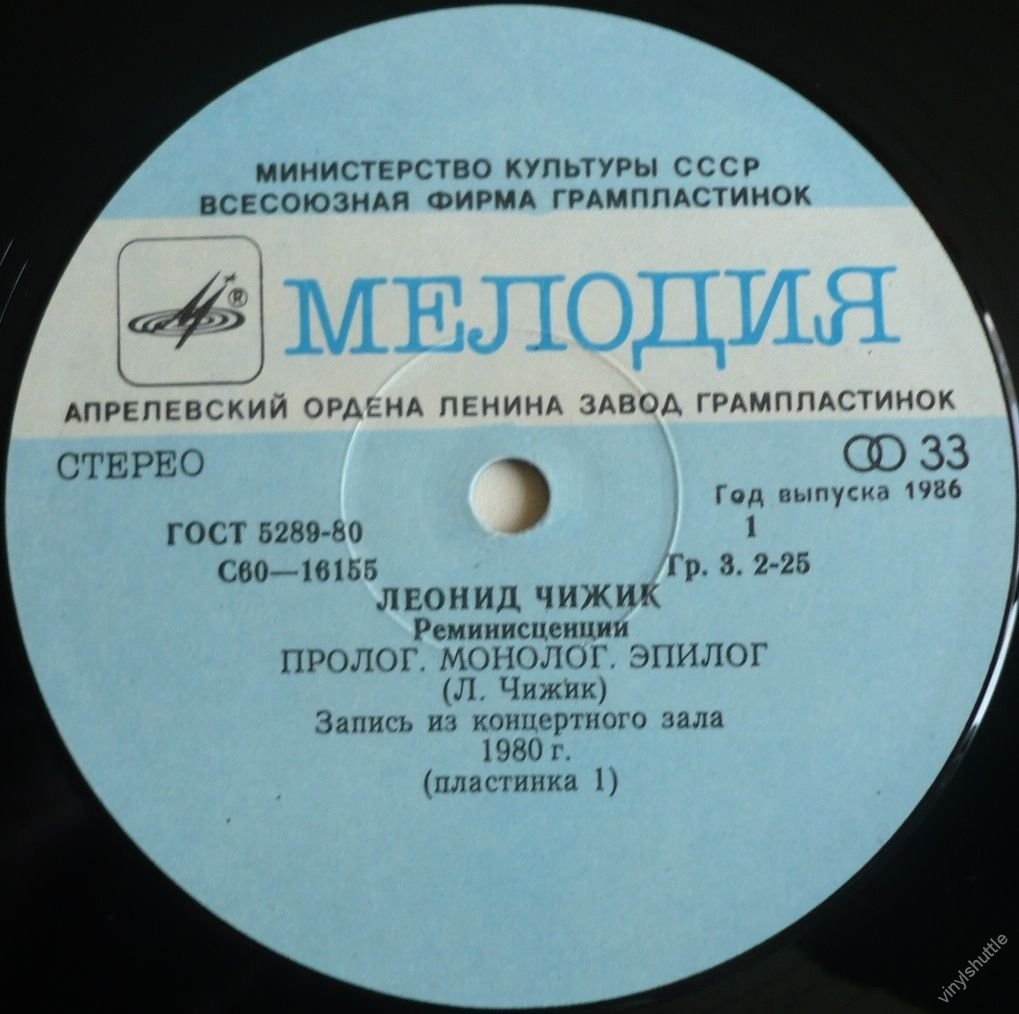 МИНИСТЕРСТВО КУЛЬТУРЫ СССР
ВСЕСОЮЗНАЯ ФИРМА ГРАМПЛАСТИНОК
® МЕЛОДИЯ
АПРЕЛЕВСКИЙ ОРДЕНА ЛЕНИНА ЗАВОД ГРАМПЛАСТИНОК
СТЕРЕО 33
Год выпуска 1986
ГОСТ 5289-80 1
С60—16155 Гр. 3. 2-25
ЛЕОНИД ЧИЖИК
Реминисценции
ПРОЛОГ. МОНОЛОГ. ЭПИЛОГ
(Л. Чижик)
Запись из концертного зала
1980 г.
(пластинка 1)
vinylshuttle